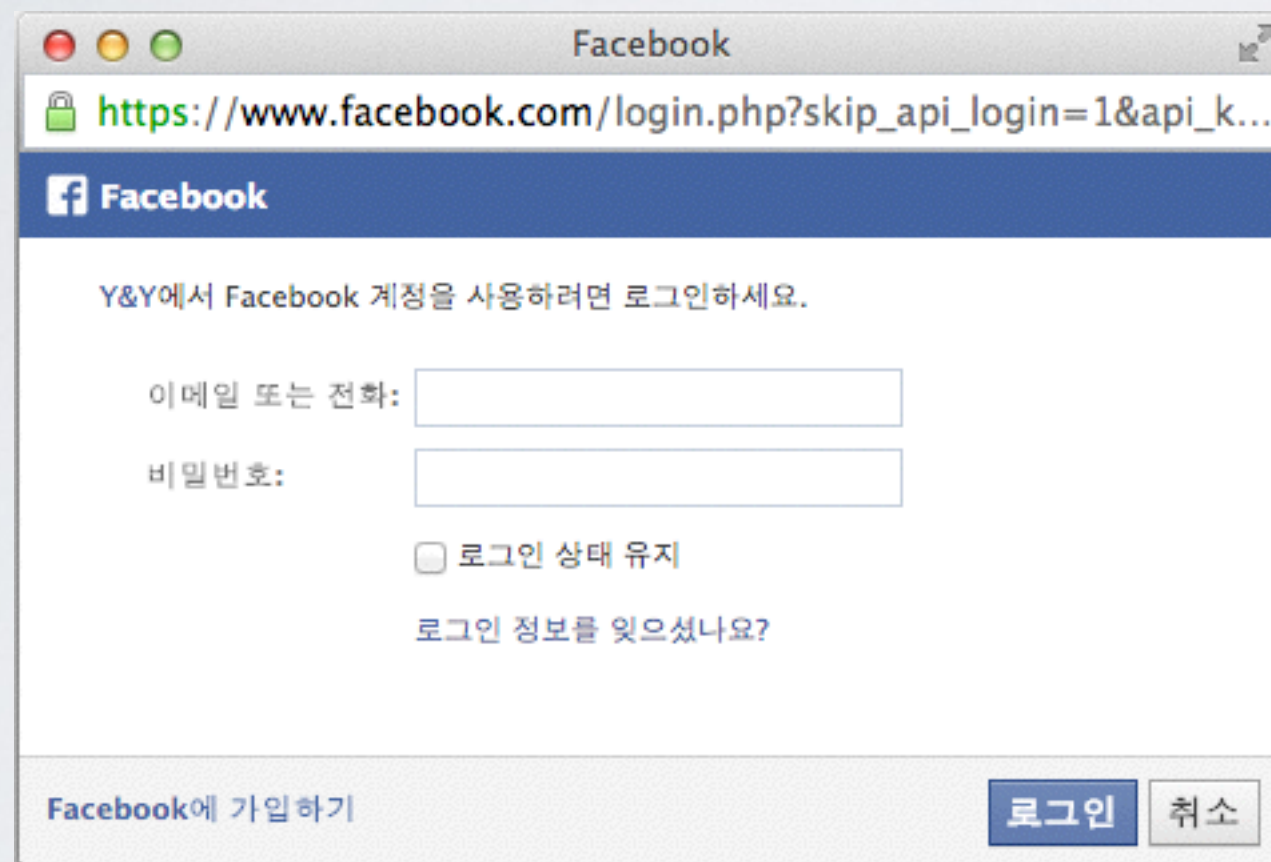 Facebook
https://www.facebook.com/login.php?skip_api_login=1&api_k...
Facebook
Y&Y에서 Facebook 계정을 사용하려면 로그인하세요.
이메일 또는 전화:
비밀번호:
로그인 상태 유지
로그인 정보를 잊으셨나요?
Facebook에 가입하기 로그인 취소